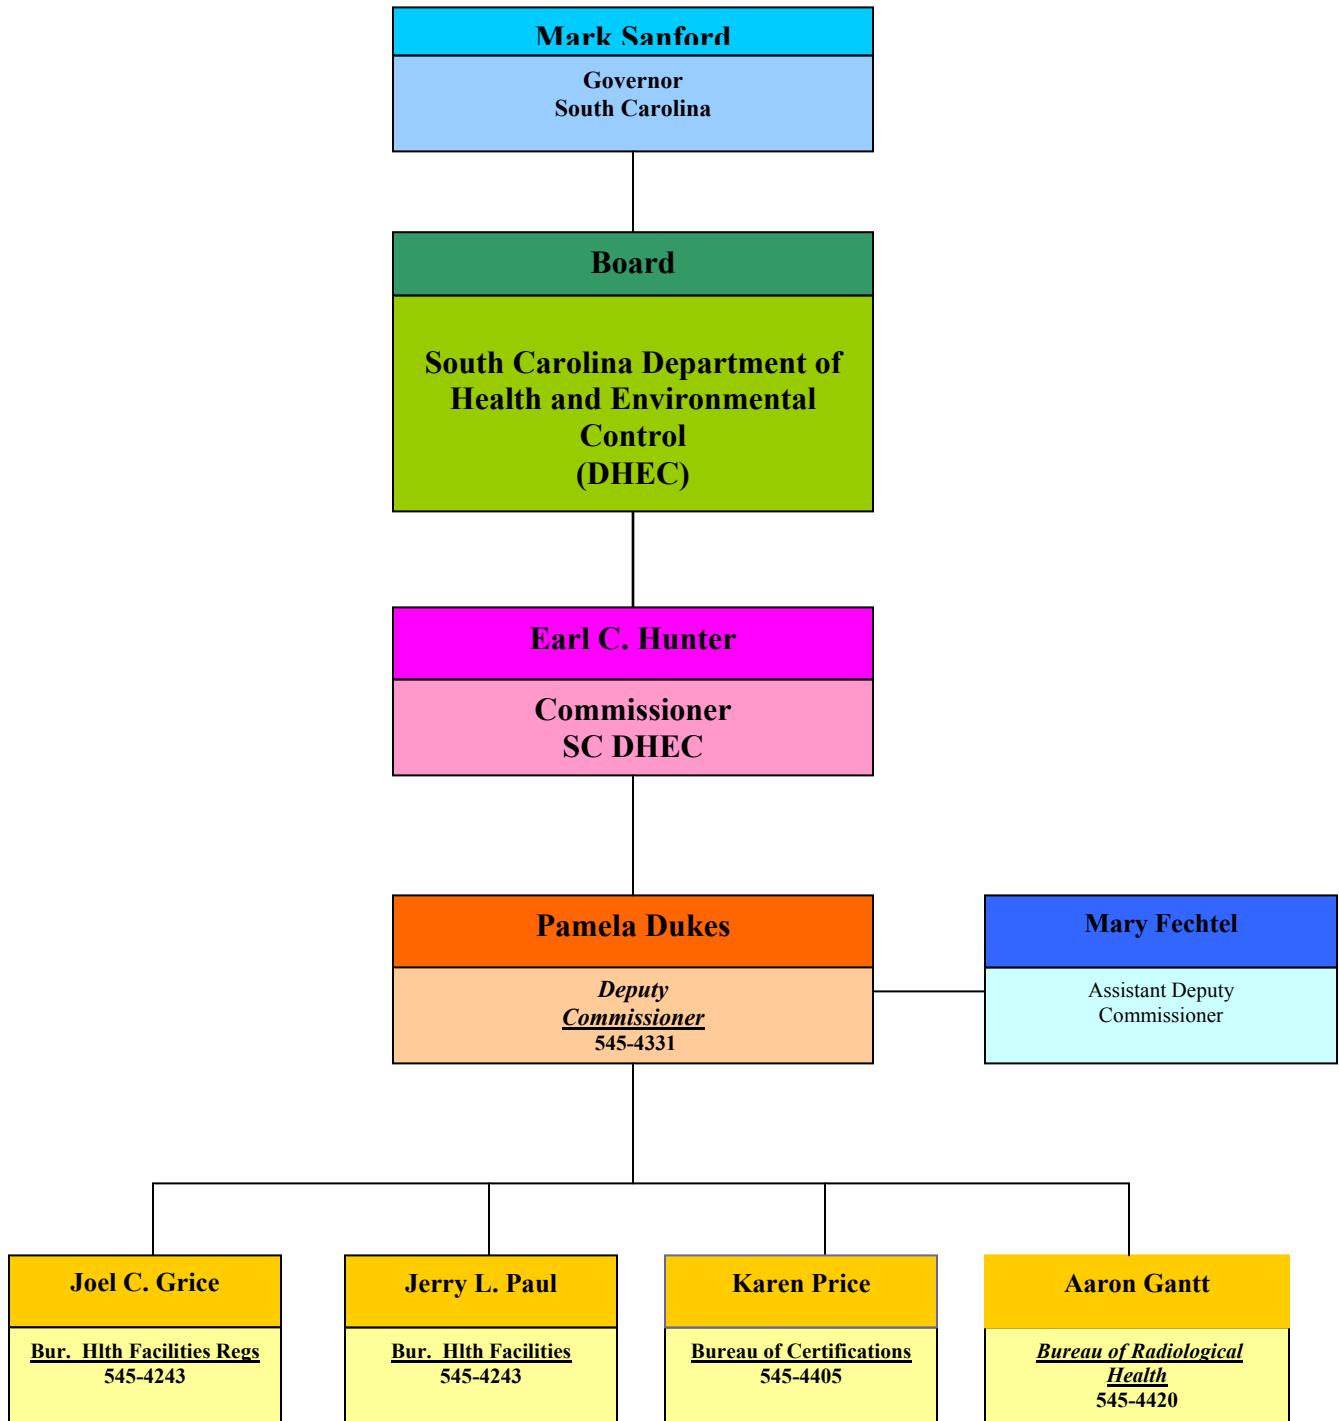 Mark Sanford
Governor
South Carolina
Board
South Carolina Department of
Health and Environmental
Control
(DHEC)
Earl C. Hunter
Commissioner
SC DHEC
Pamela Dukes
Deputy
Commissioner
545-4331
Mary Fechtel
Assistant Deputy
Commissioner
Joel C. Grice
Bur. Hlth Facilities Regs
545-4243
Jerry L. Paul
Bur. Hlth Facilities
545-4243
Karen Price
Bureau of Certifications
545-4405
Aaron Gantt
Bureau of Radiological
Health
545-4420